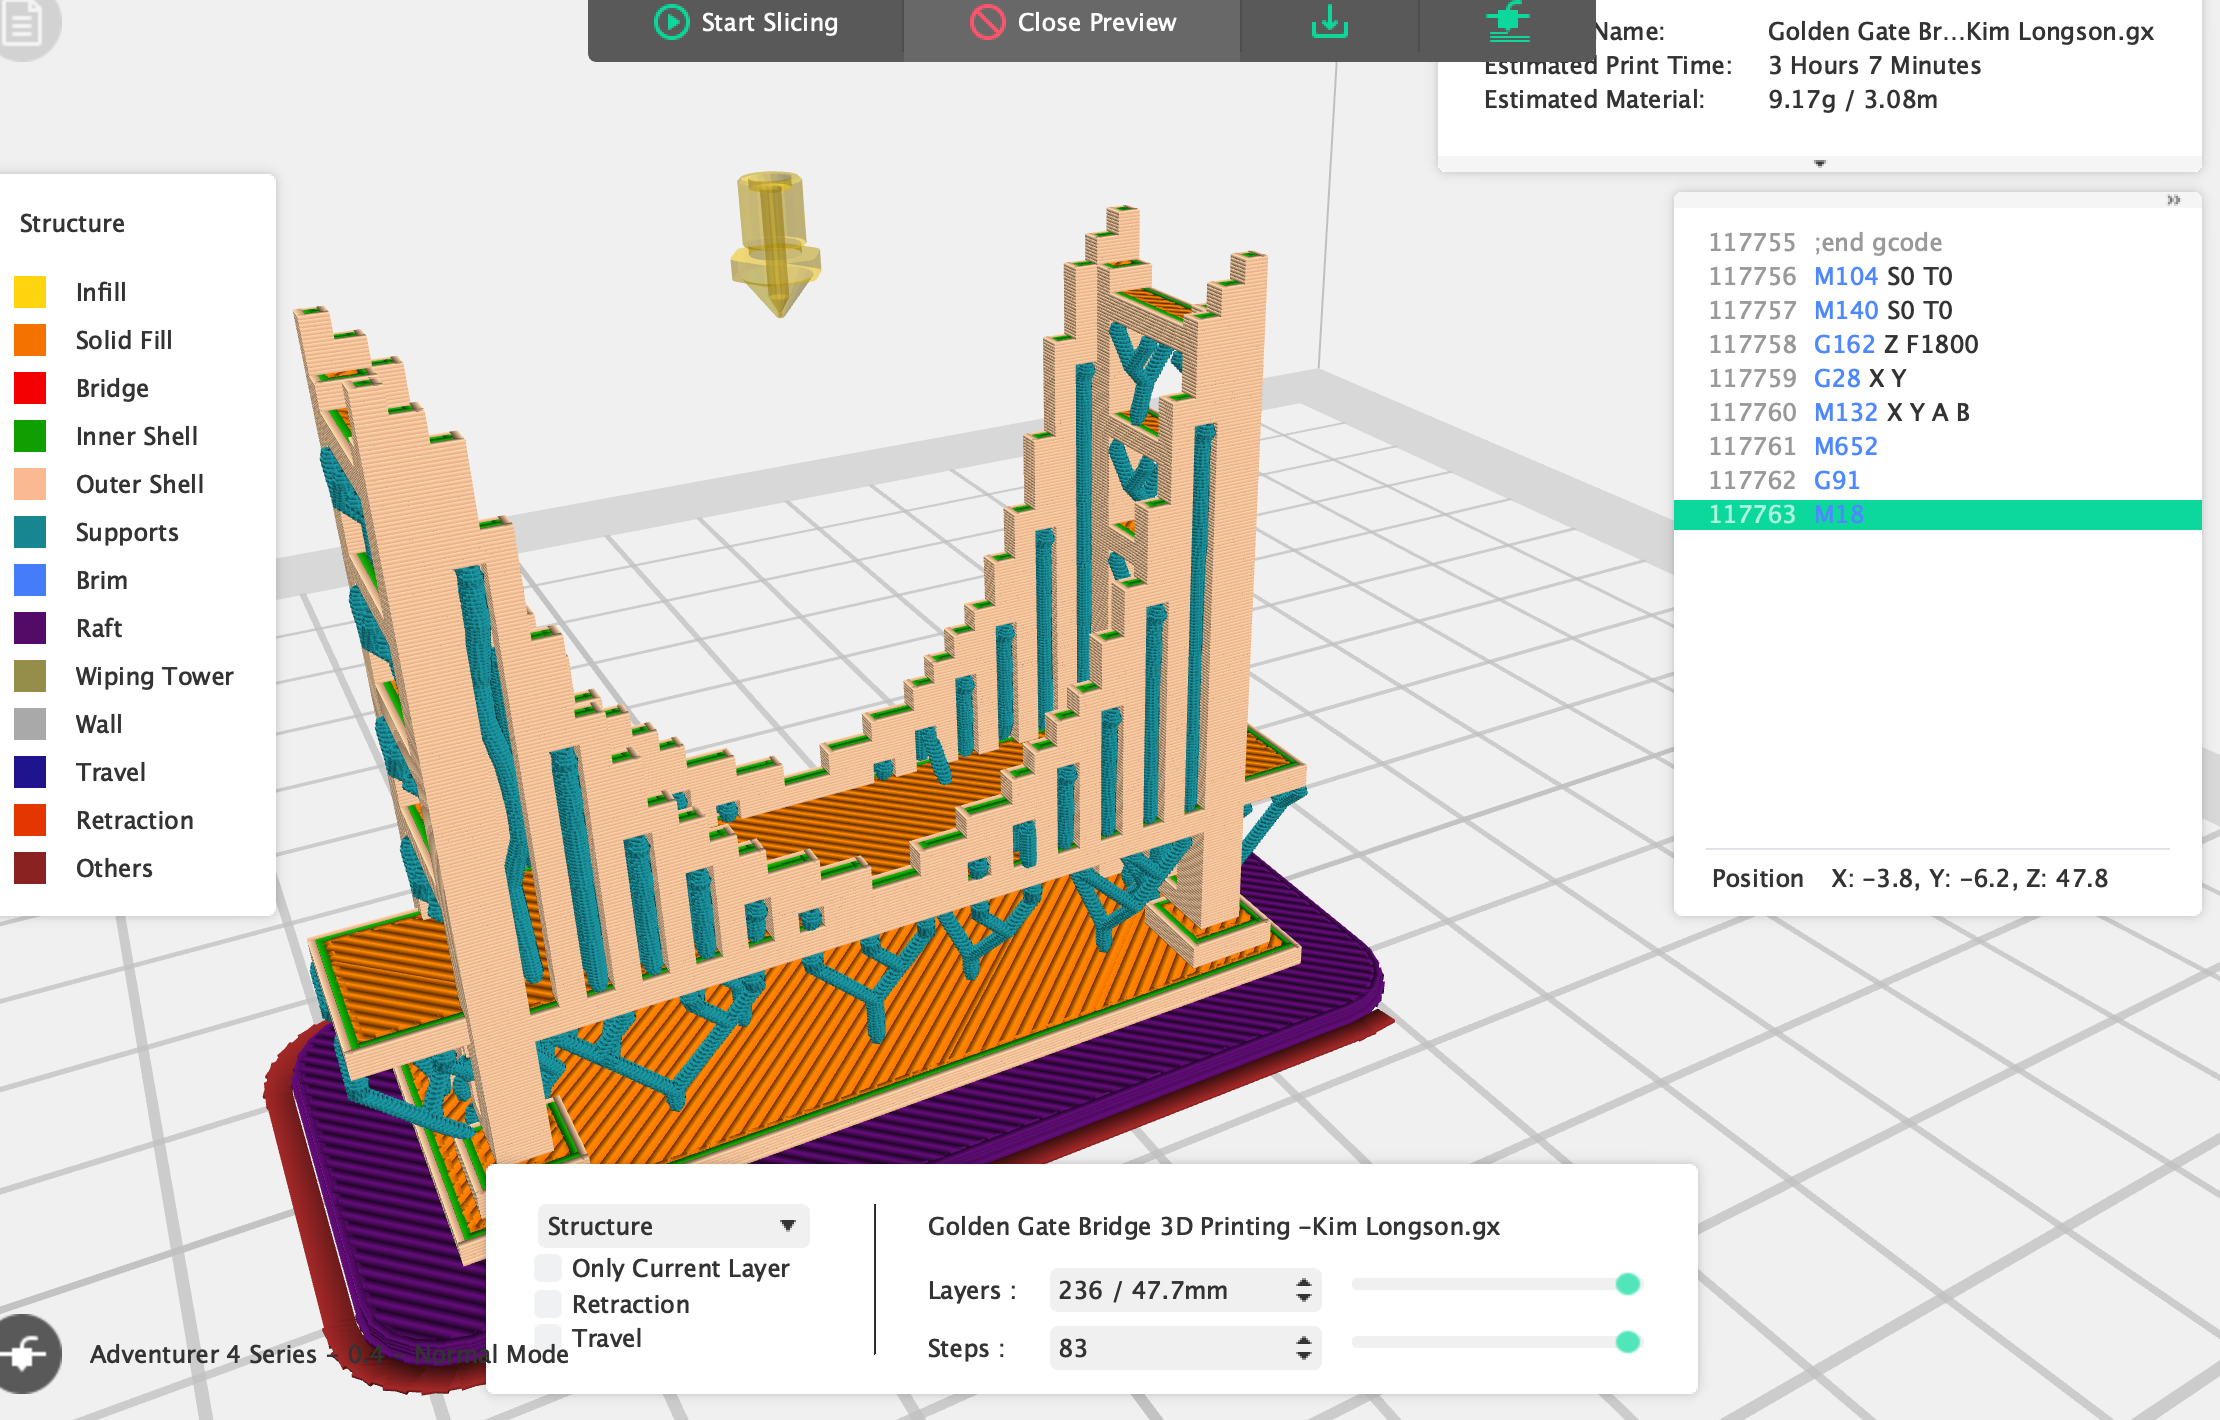 Start Slicing
Close Preview
Name: Golden Gate Br...Kim Longson.gx
Estimated Print Time: 3 Hours 7 Minutes
Estimated Material: 9.17g / 3.08m
Structure
Infill
Solid Fill
Bridge
Inner Shell
Outer Shell
Supports
Brim
Raft
Wiping Tower
Wall
Travel
Retraction
Others
117755 ;end gcode
117756 M104 S0 T0
117757 M140 S0 T0
117758 G162 Z F1800
117759 G28 X Y
117760 M132 X Y A B
117761 M652
117762 G91
117763 M18
Position X: -3.8, Y: -6.2, Z: 47.8
Structure
Only Current Layer
Retraction
Travel
Golden Gate Bridge 3D Printing -Kim Longson.gx
Layers : 236 / 47.7mm
Steps : 83
Adventurer 4 Series - 0.4 - Normal Mode